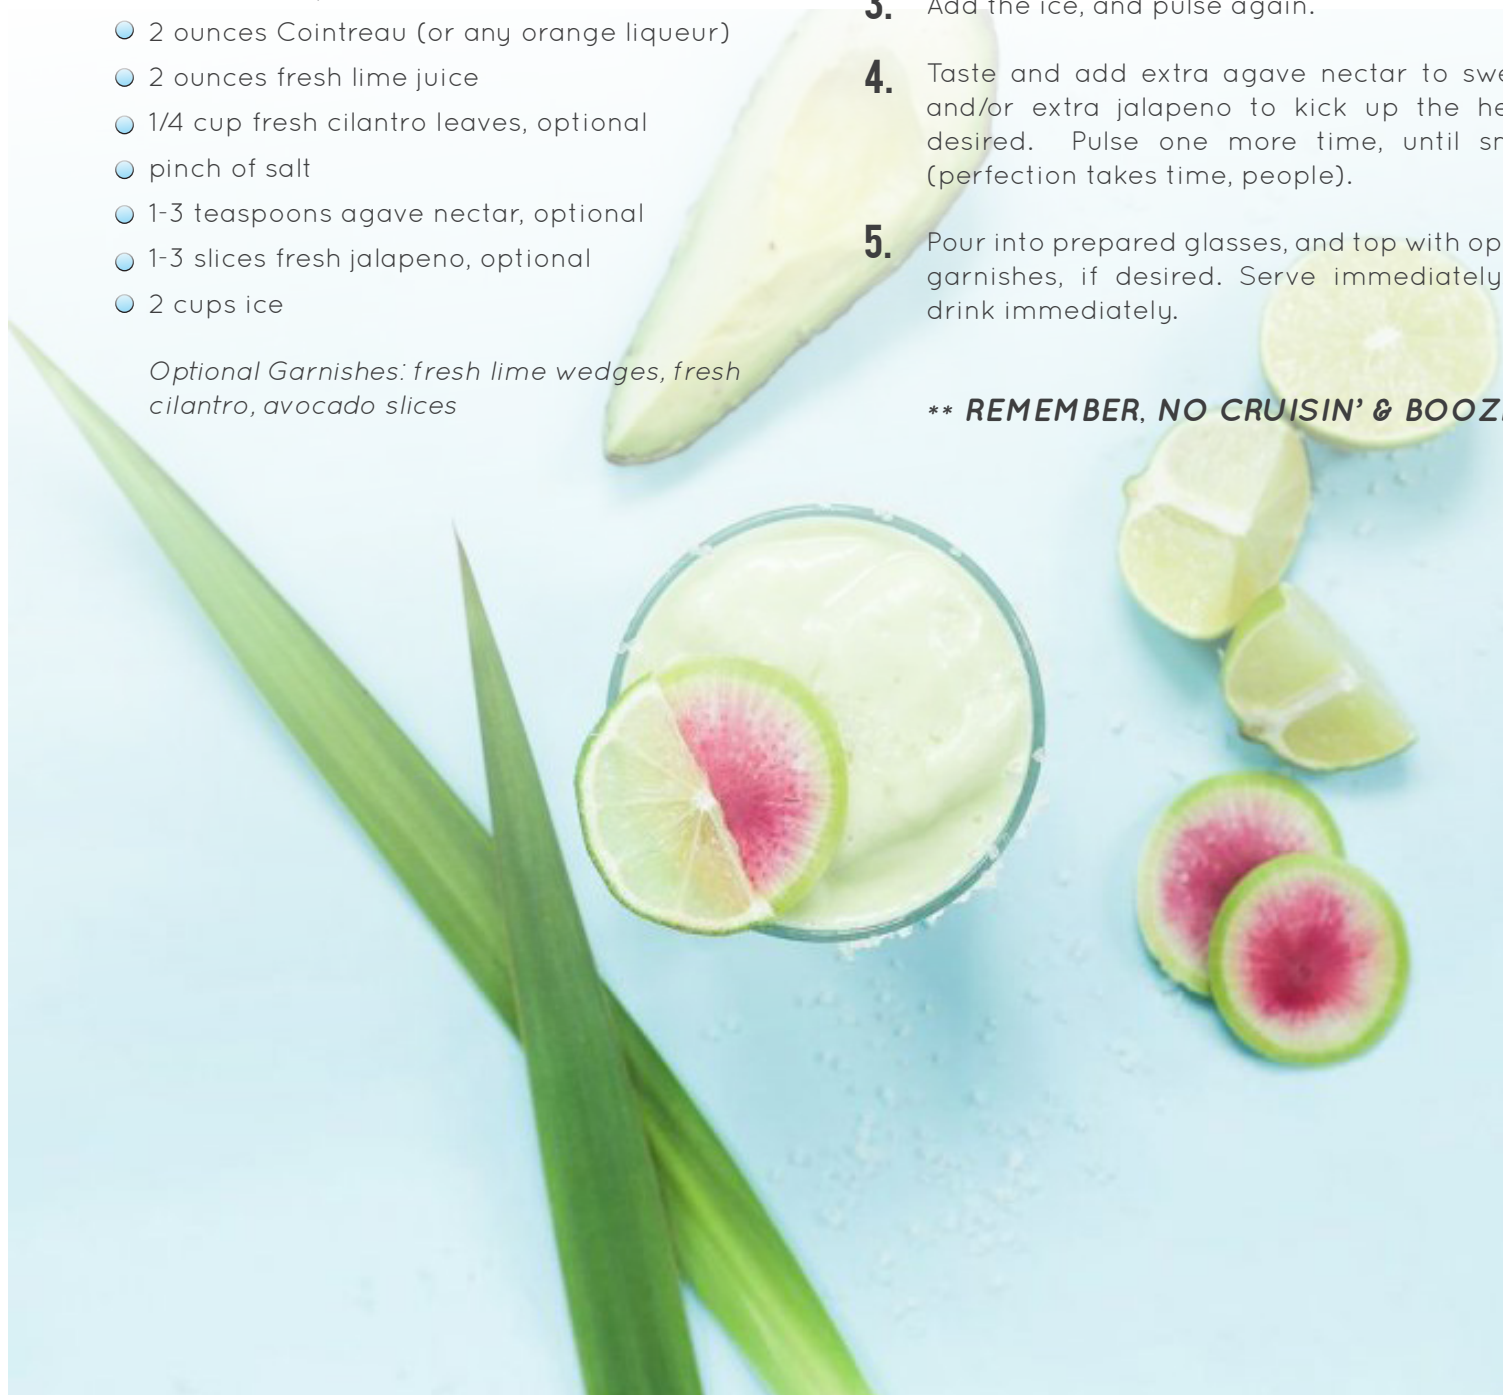 2 ounces Cointreau (or any orange liqueur)
2 ounces fresh lime juice
1/4 cup fresh cilantro leaves, optional
pinch of salt
1-3 teaspoons agave nectar, optional
1-3 slices fresh jalapeno, optional
2 cups ice
Optional Garnishes: fresh lime wedges, fresh
cilantro, avocado slices
3. Add the ice, and pulse again.
4. Taste and add extra agave nectar to
and/or extra jalapeno to kick up the
desired. Pulse one more time, until
(perfection takes time, people).
5. Pour into prepared glasses, and top with
garnishes, if desired. Serve immediately
drink immediately.
** REMEMBER, NO CRUISIN' &